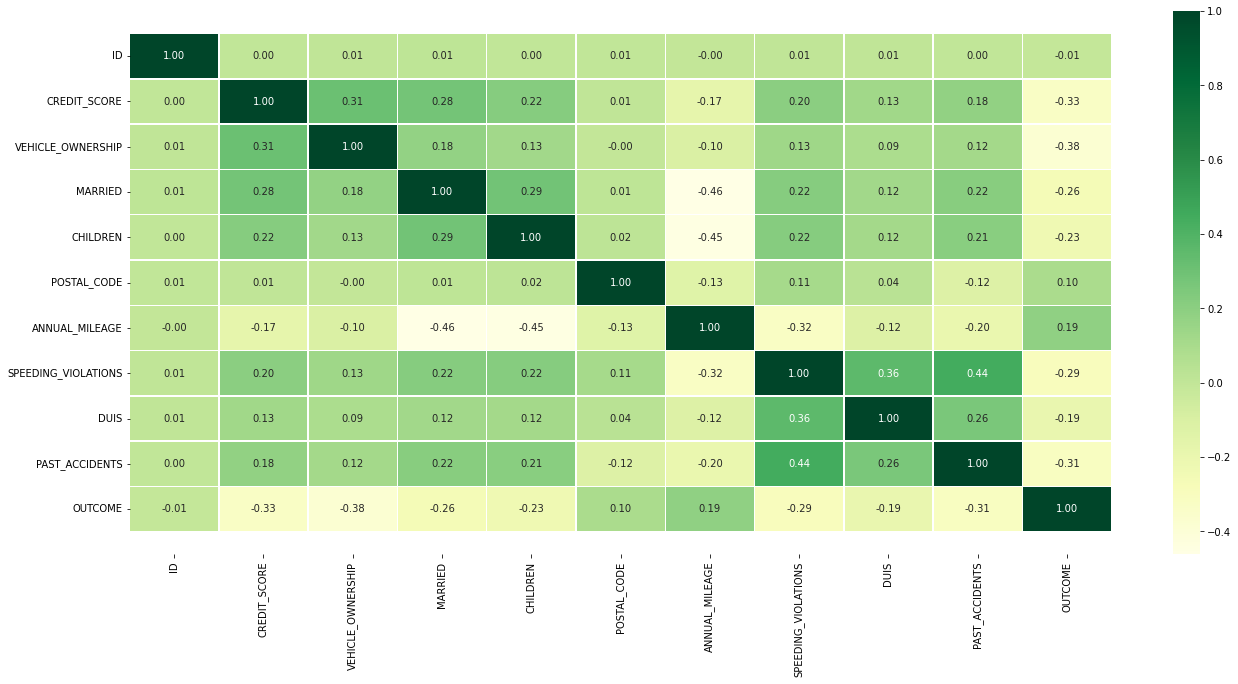 ID 1.00 0.00 0.01 0.01 0.00 0.01 -0.00 0.01 0.01 0.00 -0.01
CREDIT_SCORE 0.00 1.00 0.31 0.28 0.22 0.01 -0.17 0.20 0.13 0.18 -0.33
VEHICLE_OWNERSHIP 0.01 0.31 1.00 0.18 0.13 -0.00 -0.10 0.13 0.09 0.12 -0.38
MARRIED 0.01 0.28 0.18 1.00 0.29 0.01 -0.46 0.22 0.12 0.22 -0.26
CHILDREN 0.00 0.22 0.13 0.29 1.00 0.02 -0.45 0.22 0.12 0.21 -0.23
POSTAL_CODE 0.01 0.01 -0.00 0.01 0.02 1.00 -0.13 0.11 0.04 -0.12 0.10
ANNUAL_MILEAGE -0.00 -0.17 -0.10 -0.46 -0.45 -0.13 1.00 -0.32 -0.12 -0.20 0.19
SPEEDING_VIOLATIONS 0.01 0.20 0.13 0.22 0.22 0.11 -0.32 1.00 0.36 0.44 -0.29
DUIS 0.01 0.13 0.09 0.12 0.12 0.04 -0.12 0.36 1.00 0.26 -0.19
PAST_ACCIDENTS 0.00 0.18 0.12 0.22 0.21 -0.12 -0.20 0.44 0.26 1.00 -0.31
OUTCOME -0.01 -0.33 -0.38 -0.26 -0.23 0.10 0.19 -0.29 -0.19 -0.31 1.00
ID
CREDIT_SCORE
VEHICLE_OWNERSHIP
MARRIED
CHILDREN
POSTAL_CODE
ANNUAL_MILEAGE
SPEEDING_VIOLATIONS
DUIS
PAST_ACCIDENTS
OUTCOME
1.0
0.8
0.6
0.4
0.2
0.0
−0.2
−0.4